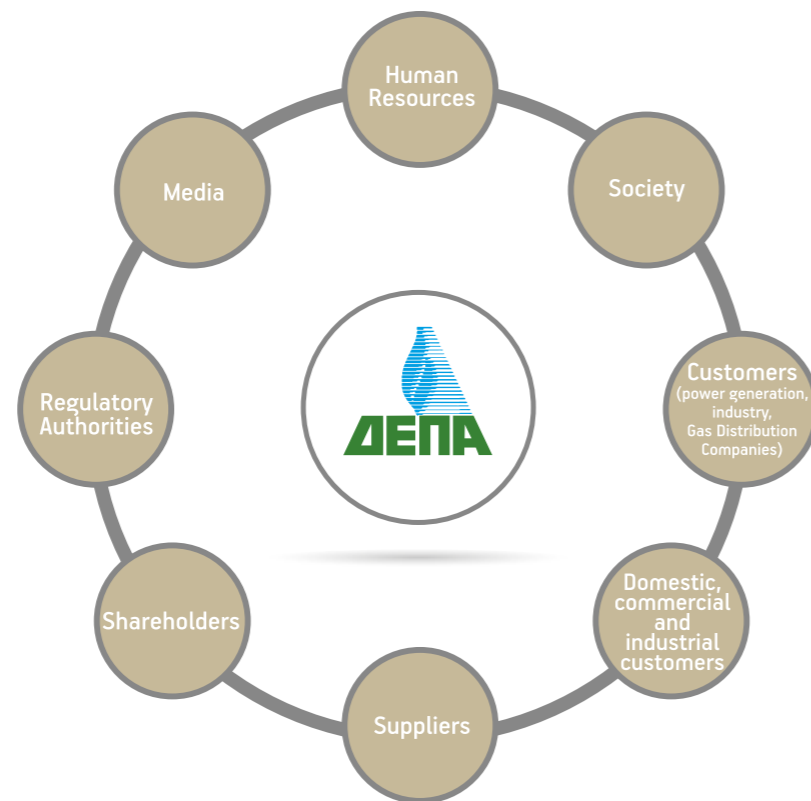 Human
Resources
Society
Customers
(power generation,
industry,
Gas Distribution
Companies)
Domestic,
commercial
and
industrial
customers
Suppliers
Shareholders
Regulatory
Authorities
Media
ΔΕΠΑ